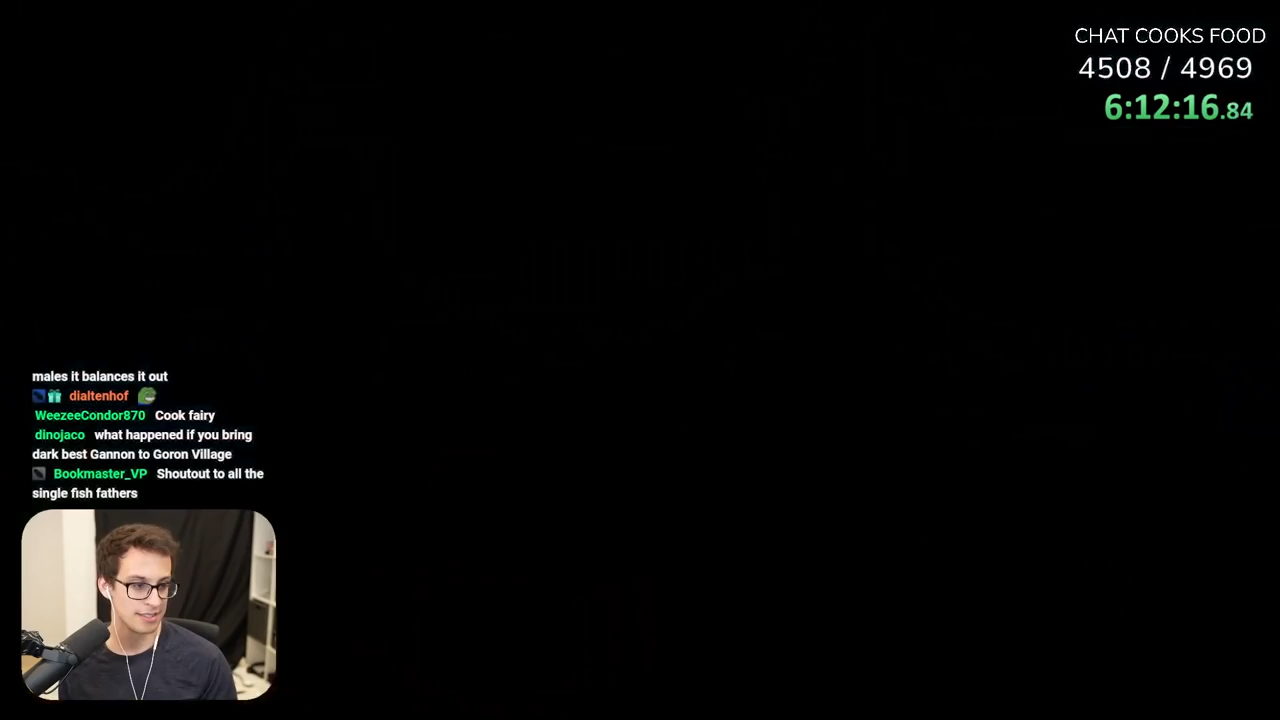 CHAT COOKS FOOD
4508 / 4969
6:12:16.84
males it balances it out
dialtenhof
WeezeeCondor870 Cook fairy
dinojaco what happened if you bring
dark best Gannon to Goron Village
Bookmaster_VP Shoutout to all the
single fish fathers